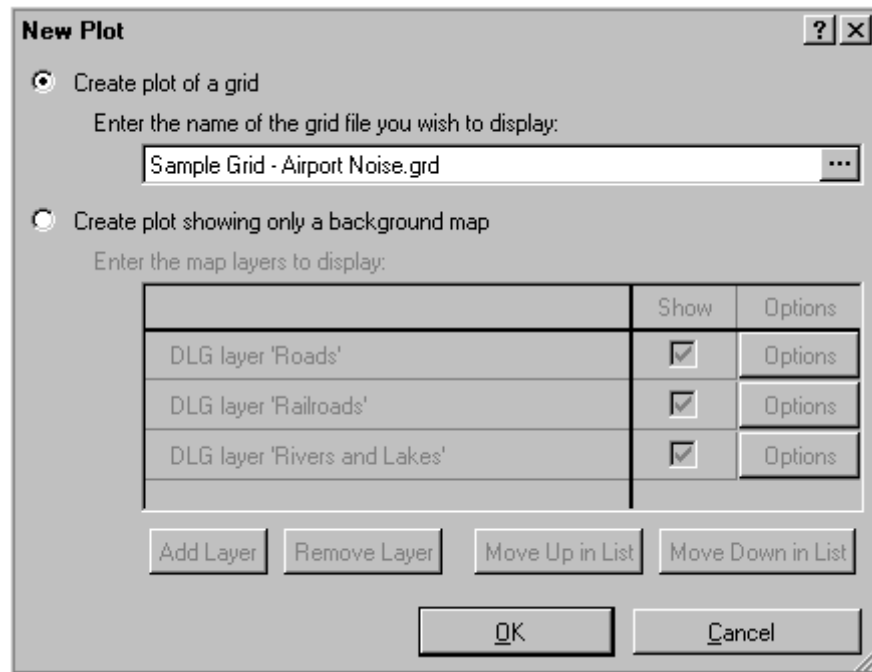 New Plot
Create plot of a grid
Enter the name of the grid file you wish to display:
Sample Grid - Airport Noise.grd
Create plot showing only a background map
Enter the map layers to display:
Show Options
DLG layer 'Roads' Options
DLG layer 'Railroads' Options
DLG layer 'Rivers and Lakes' Options
Add Layer Remove Layer Move Up in List Move Down in List
OK Cancel